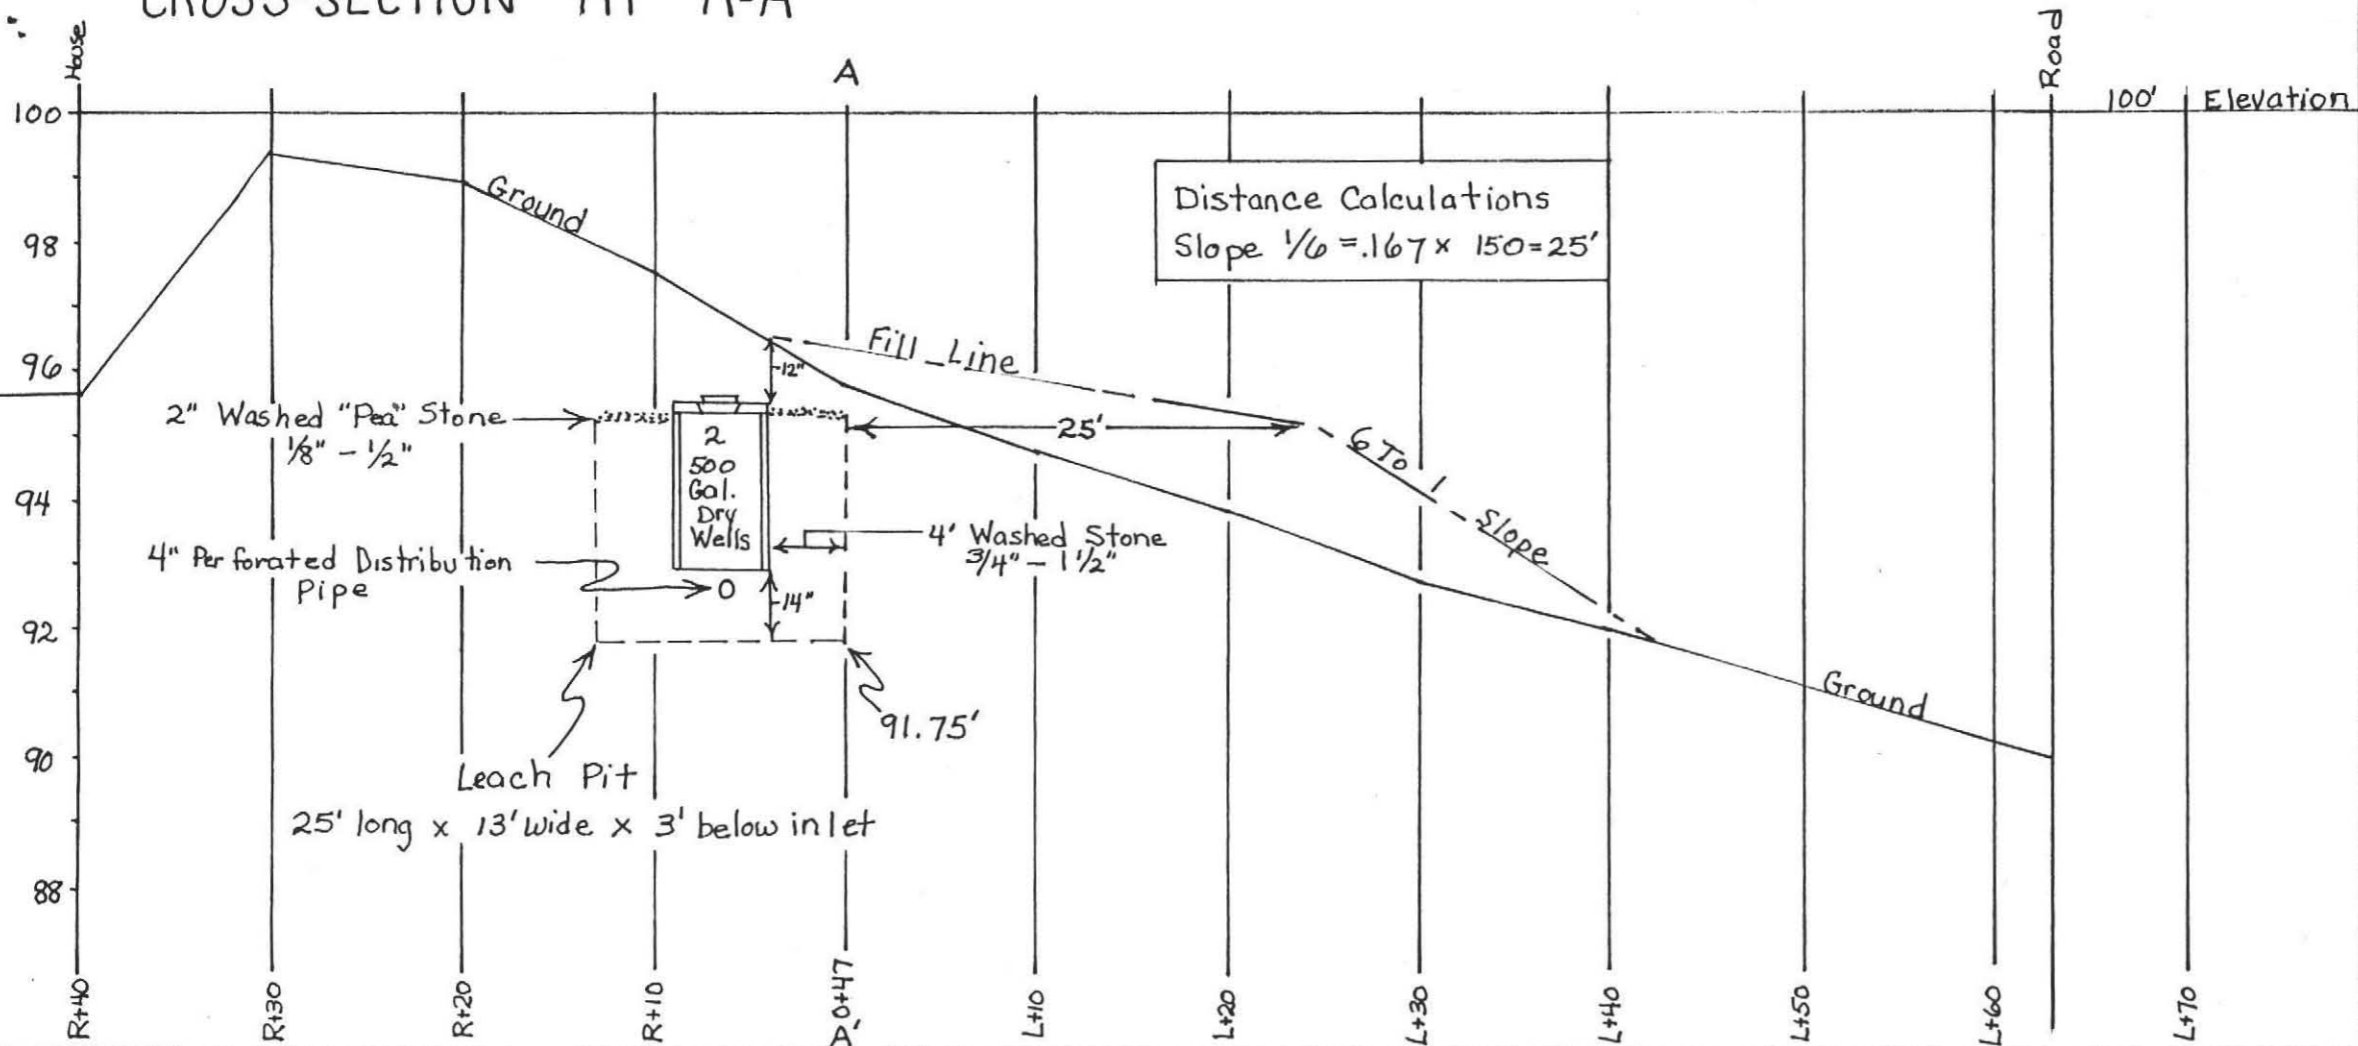 CROSS-SECTION AT A-A
House
A
Road
100
100' Elevation
Ground
Distance Calculations
Slope 1/6 = .167 x 150 = 25'
98
Fill Line
96
12"
2" Washed "Pea" Stone
1/8" - 1/2"
25'
6 To 1 Slope
2
500
Gal.
Dry
Wells
94
4' Washed Stone
3/4" - 1 1/2"
4" Perforated Distribution
Pipe
14"
92
91.75'
Ground
90
Leach Pit
25' long x 13' wide x 3' below inlet
88
R+40
R+30
R+20
R+10
A' 0+47
L+10
L+20
L+30
L+40
L+50
L+60
L+70